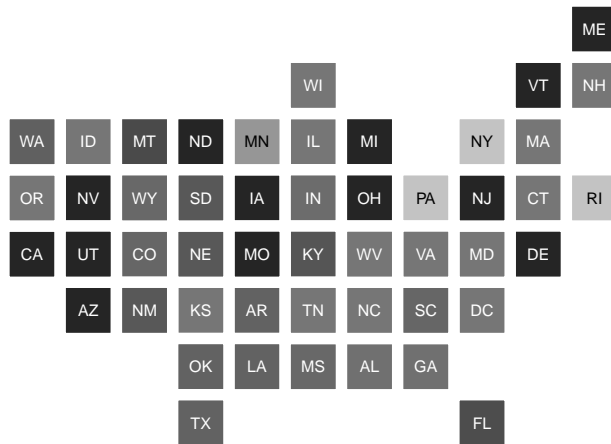 ME
WI VT NH
WA ID MT ND MN IL MI NY MA
OR NV WY SD IA IN OH PA NJ CT RI
CA UT CO NE MO KY WV VA MD DE
AZ NM KS AR TN NC SC DC
OK LA MS AL GA
TX FL